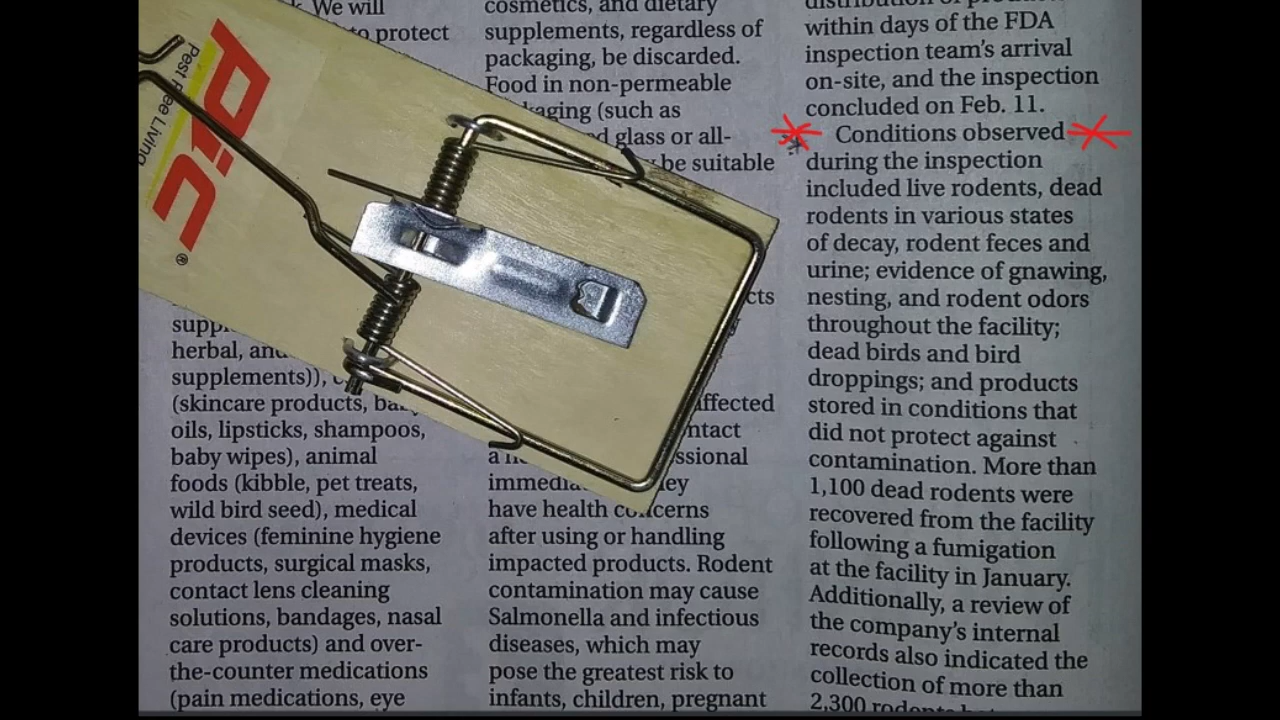 PIC
Pest Free Living
®
We will
to protect
supp
herbal, and
supplements)),
(skincare products, ba
oils, lipsticks, shampoos,
baby wipes), animal
foods (kibble, pet treats,
wild bird seed), medical
devices (feminine hygiene
products, surgical masks,
contact lens cleaning
solutions, bandages, nasal
care products) and over-
the-counter medications
(pain medications, eye
cosmetics, and dietary
supplements, regardless of
packaging, be discarded.
Food in non-permeable
kaging (such as
d glass or all-
be suitable
cts
affected
ntact
a ssional
immedia ey
have health concerns
after using or handling
impacted products. Rodent
contamination may cause
Salmonella and infectious
diseases, which may
pose the greatest risk to
infants, children, pregnant
distribution of
within days of the FDA
inspection team's arrival
on-site, and the inspection
concluded on Feb. 11.
Conditions observed
during the inspection
included live rodents, dead
rodents in various states
of decay, rodent feces and
urine; evidence of gnawing,
nesting, and rodent odors
throughout the facility;
dead birds and bird
droppings; and products
stored in conditions that
did not protect against
contamination. More than
1,100 dead rodents were
recovered from the facility
following a fumigation
at the facility in January.
Additionally, a review of
the company's internal
records also indicated the
collection of more than
2,300 rodents